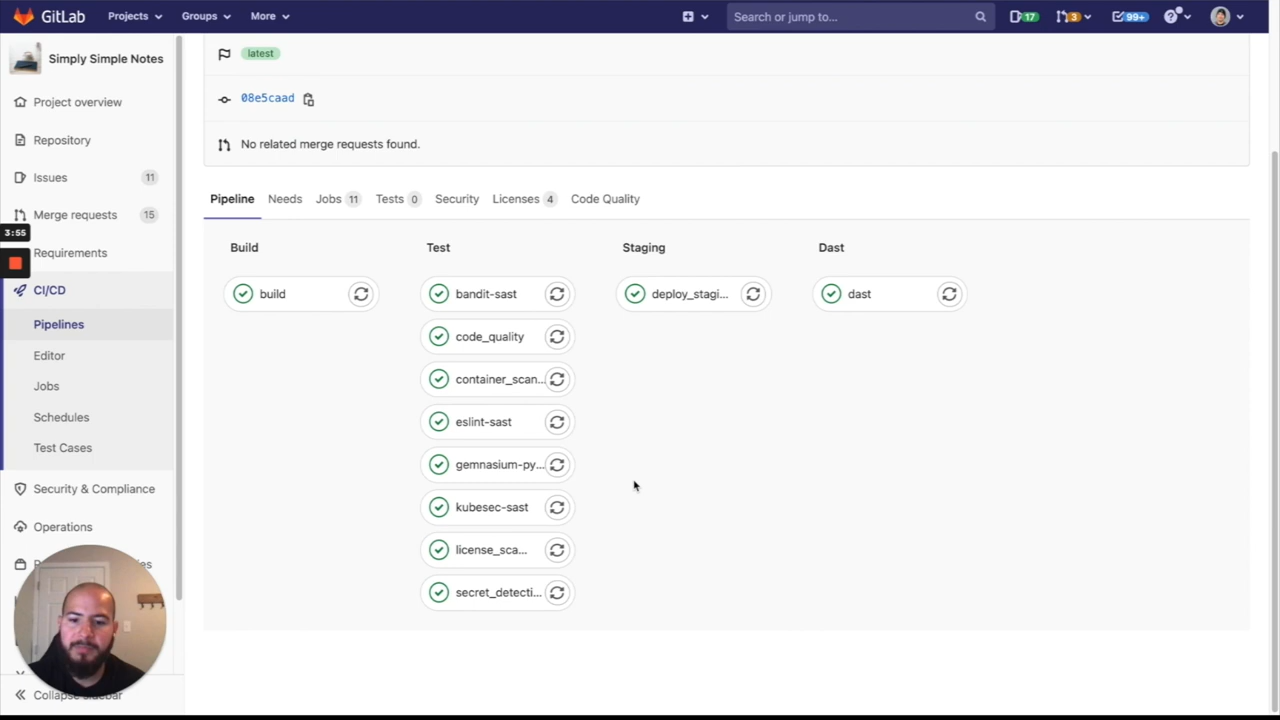 GitLab Projects Groups More Search or jump to... 17 3 99+
Simply Simple Notes
Project overview
Repository
Issues 11
Merge requests 15
3:55
Requirements
CI/CD
Pipelines
Editor
Jobs
Schedules
Test Cases
Security & Compliance
Operations
Collapse sidebar
latest
08e5caad
No related merge requests found.
Pipeline Needs Jobs 11 Tests 0 Security Licenses 4 Code Quality
Build Test Staging Dast
build bandit-sast deploy_stagi... dast
code_quality
container_scan...
eslint-sast
gemnasium-py...
kubesec-sast
license_sca...
secret_detecti...